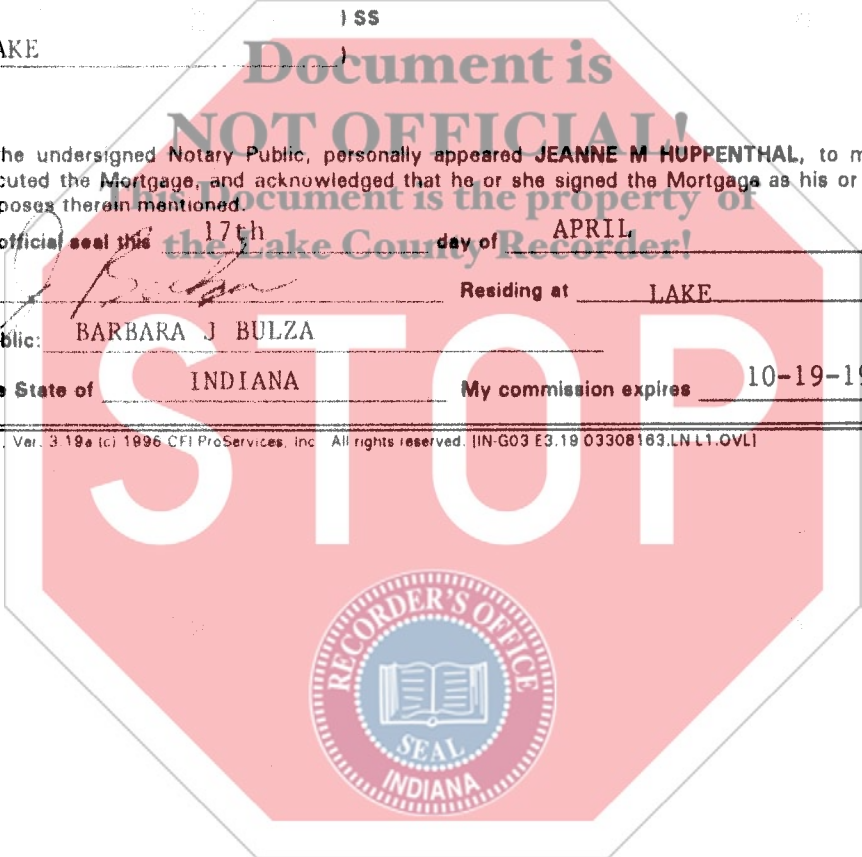 ) SS
AKE )
Document is
NOT OFFICIAL!
he undersigned Notary Public, personally appeared JEANNE M HUPPENTHAL, to m
cuted the Mortgage, and acknowledged that he or she signed the Mortgage as his or
poses therein mentioned.
This Document is the property of
the Lake County Recorder!
official seal this 17th day of APRIL
Residing at LAKE
blic: BARBARA J BULZA
e State of INDIANA My commission expires 10-19-19
, Ver. 3.19a (c) 1996 CFI ProServices, Inc All rights reserved. [IN-G03 E3.19 03308163.LN L1.OVL]
STOP
RECORDER'S OFFICE
SEAL
INDIANA